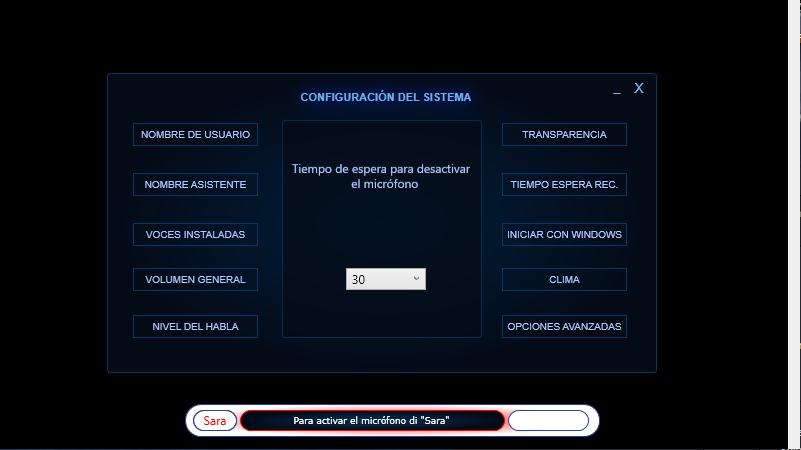 _ X
CONFIGURACIÓN DEL SISTEMA
NOMBRE DE USUARIO
NOMBRE ASISTENTE
VOCES INSTALADAS
VOLUMEN GENERAL
NIVEL DEL HABLA
Tiempo de espera para desactivar
el micrófono
30
TRANSPARENCIA
TIEMPO ESPERA REC.
INICIAR CON WINDOWS
CLIMA
OPCIONES AVANZADAS
Sara
Para activar el micrófono di "Sara"